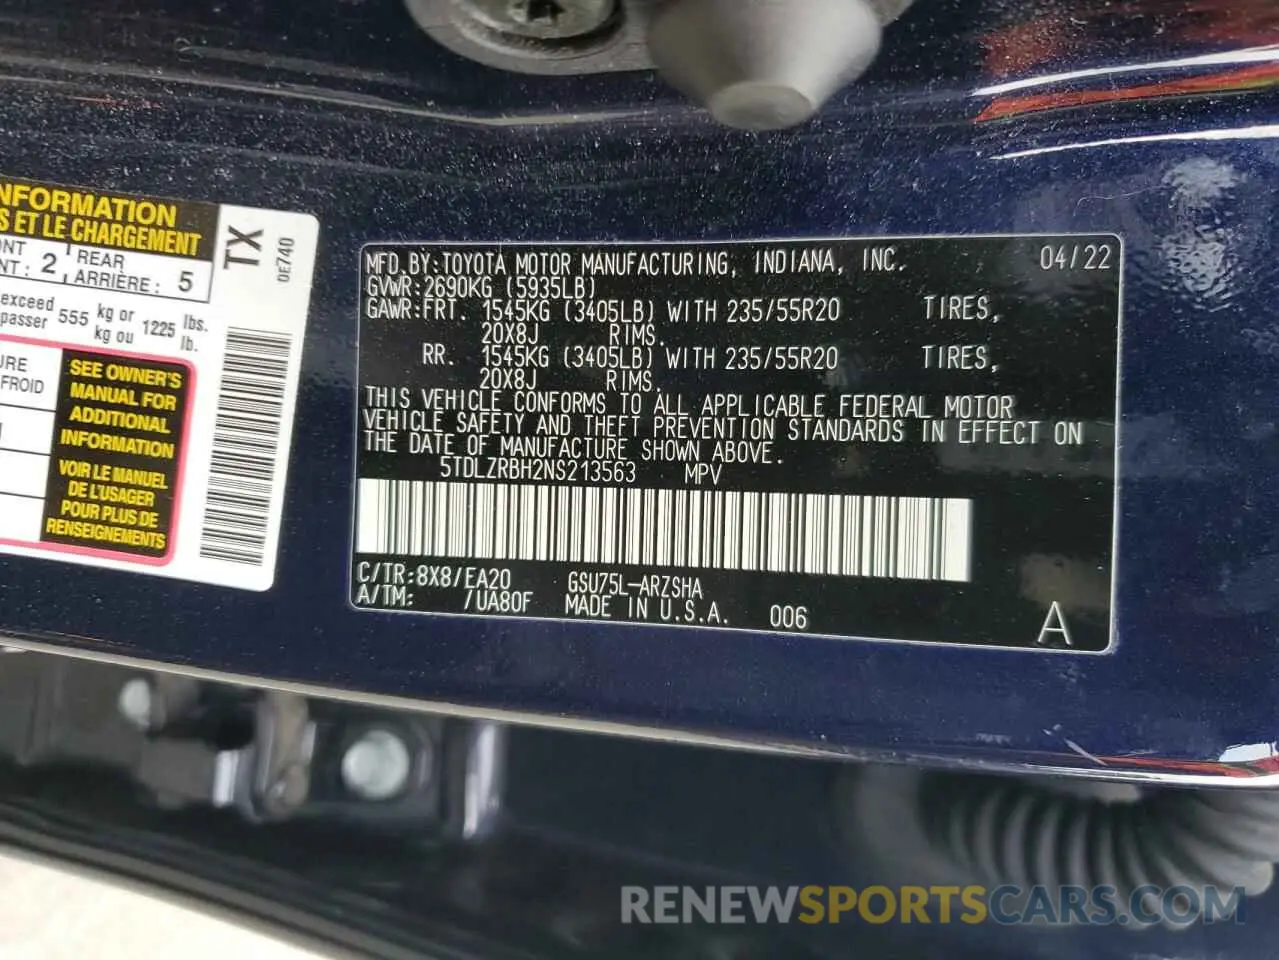 NFORMATION
S ET LE CHARGEMENT
2
REAR
ARRIÈRE : 5
exceed
passer 555 kg or 1225 lbs.
kg ou lb.
FROID
SEE OWNER'S
MANUAL FOR
ADDITIONAL
INFORMATION
VOIR LE MANUEL
DE L'USAGER
POUR PLUS DE
RENSEIGNEMENTS
TX
0E740
MFD.BY:TOYOTA MOTOR MANUFACTURING, INDIANA, INC. 04/22
GVWR:2690KG (5935LB)
GAWR:FRT. 1545KG (3405LB) WITH 235/55R20 TIRES,
20X8J RIMS.
RR. 1545KG (3405LB) WITH 235/55R20 TIRES,
20X8J RIMS.
THIS VEHICLE CONFORMS TO ALL APPLICABLE FEDERAL MOTOR
VEHICLE SAFETY AND THEFT PREVENTION STANDARDS IN EFFECT ON
THE DATE OF MANUFACTURE SHOWN ABOVE.
5TDLZRBH2NS213563 MPV
C/TR:8X8/EA20 GSU75L-ARZSHA
A/TM: /UA80F MADE IN U.S.A. 006
A
RENEWSPORTSCARS.COM